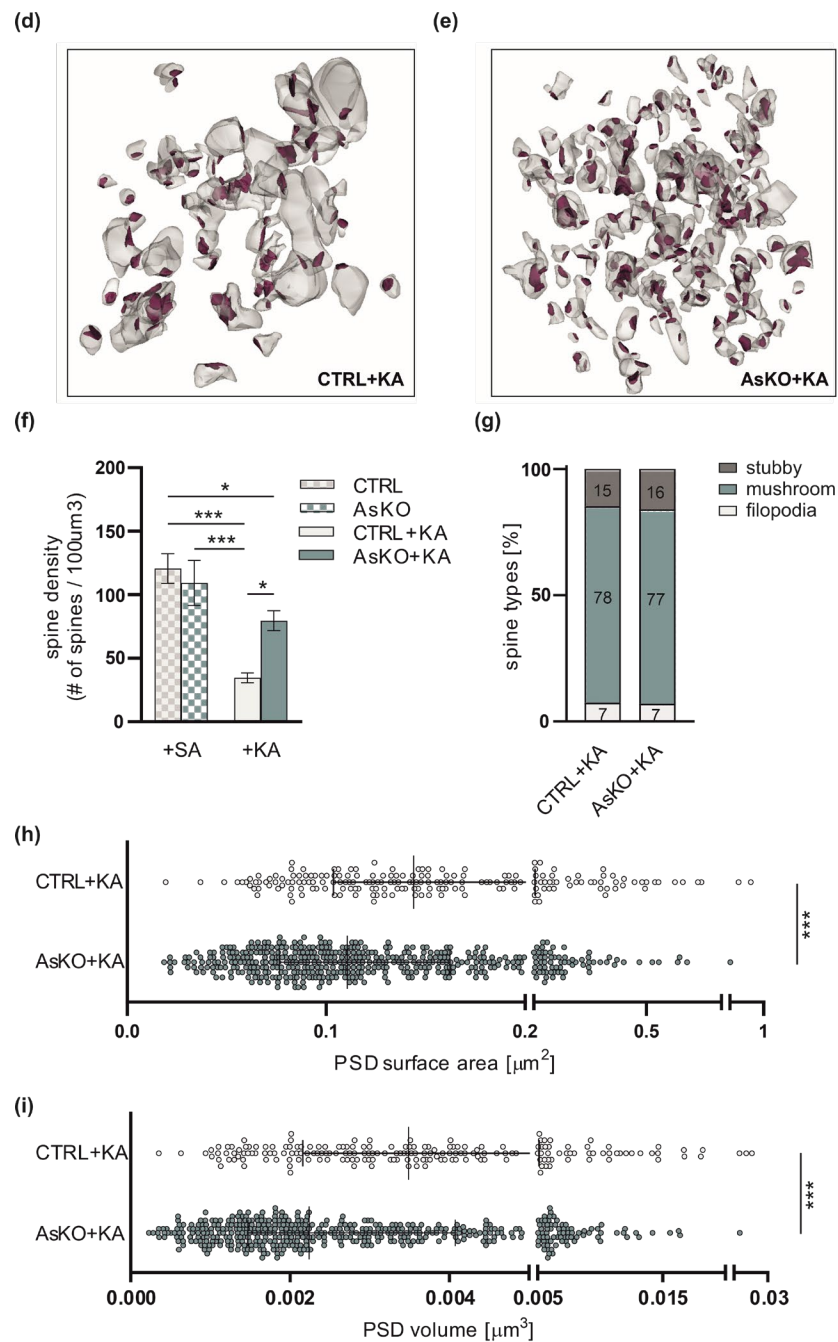 (d)
(e)
CTRL+KA
AsKO+KA
(f)
(g)
200
150
100
50
0
spine density
(# of spines / 100um3)
*
***
***
*
CTRL
AsKO
CTRL+KA
AsKO+KA
+SA
+KA
100
50
0
spine types [%]
15
16
78
77
7
7
CTRL+KA
AsKO+KA
stubby
mushroom
filopodia
(h)
CTRL+KA
AsKO+KA
***
0.0
0.1
0.2
0.5
1
PSD surface area [μm²]
(i)
CTRL+KA
AsKO+KA
***
0.000
0.002
0.004
0.005
0.015
0.03
PSD volume [μm³]